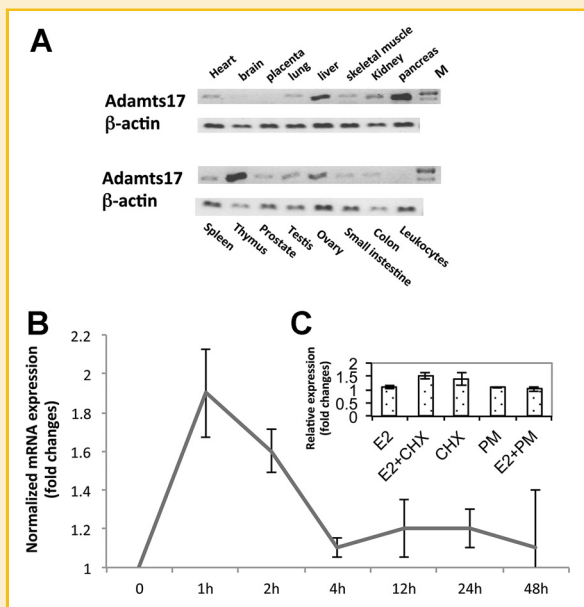 A
Heart brain placenta lung liver skeletal muscle Kidney pancreas M
Adamts17
β-actin
Adamts17
β-actin
Spleen Thymus Prostate Testis Ovary Small instestine Colon Leukocytes
B
Normalized mRNA expression
(fold changes)
2.2
2
1.8
1.6
1.4
1.2
1
0 1h 2h 4h 12h 24h 48h
C
Relative expression
(fold changes)
2
1.5
1
0.5
0
E2 E2+CHX CHX PM E2+PM